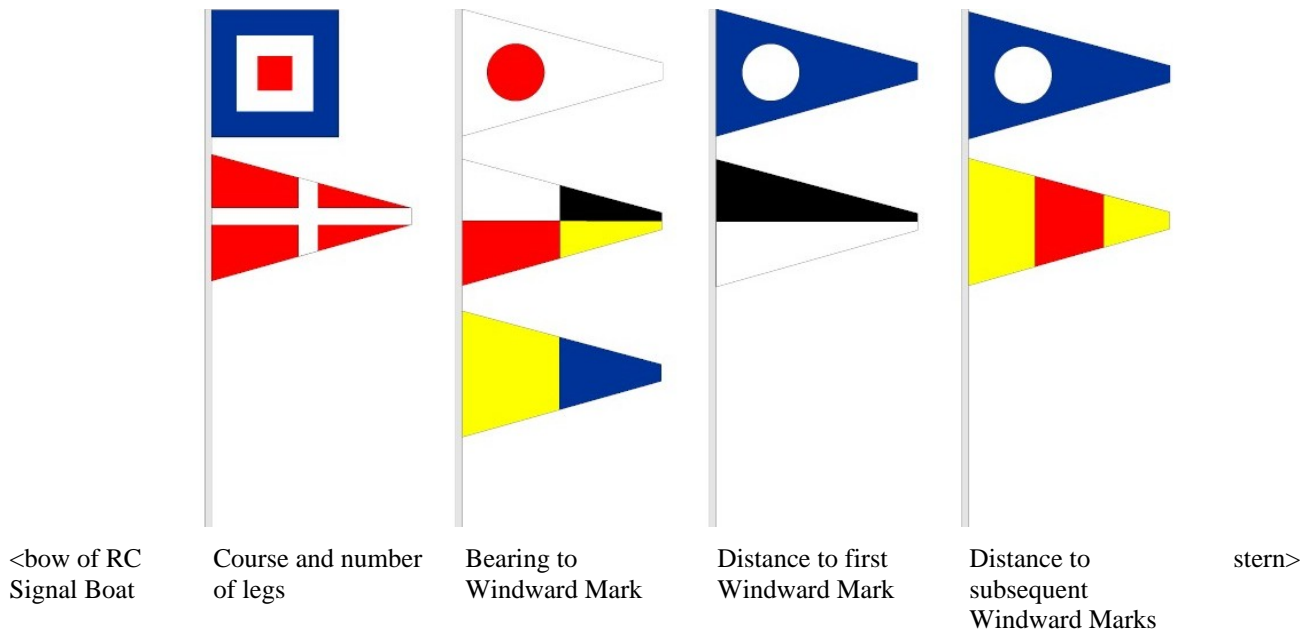 <bow of RC
Signal Boat
Course and number
of legs
Bearing to
Windward Mark
Distance to first
Windward Mark
Distance to
subsequent
Windward Marks
stern>